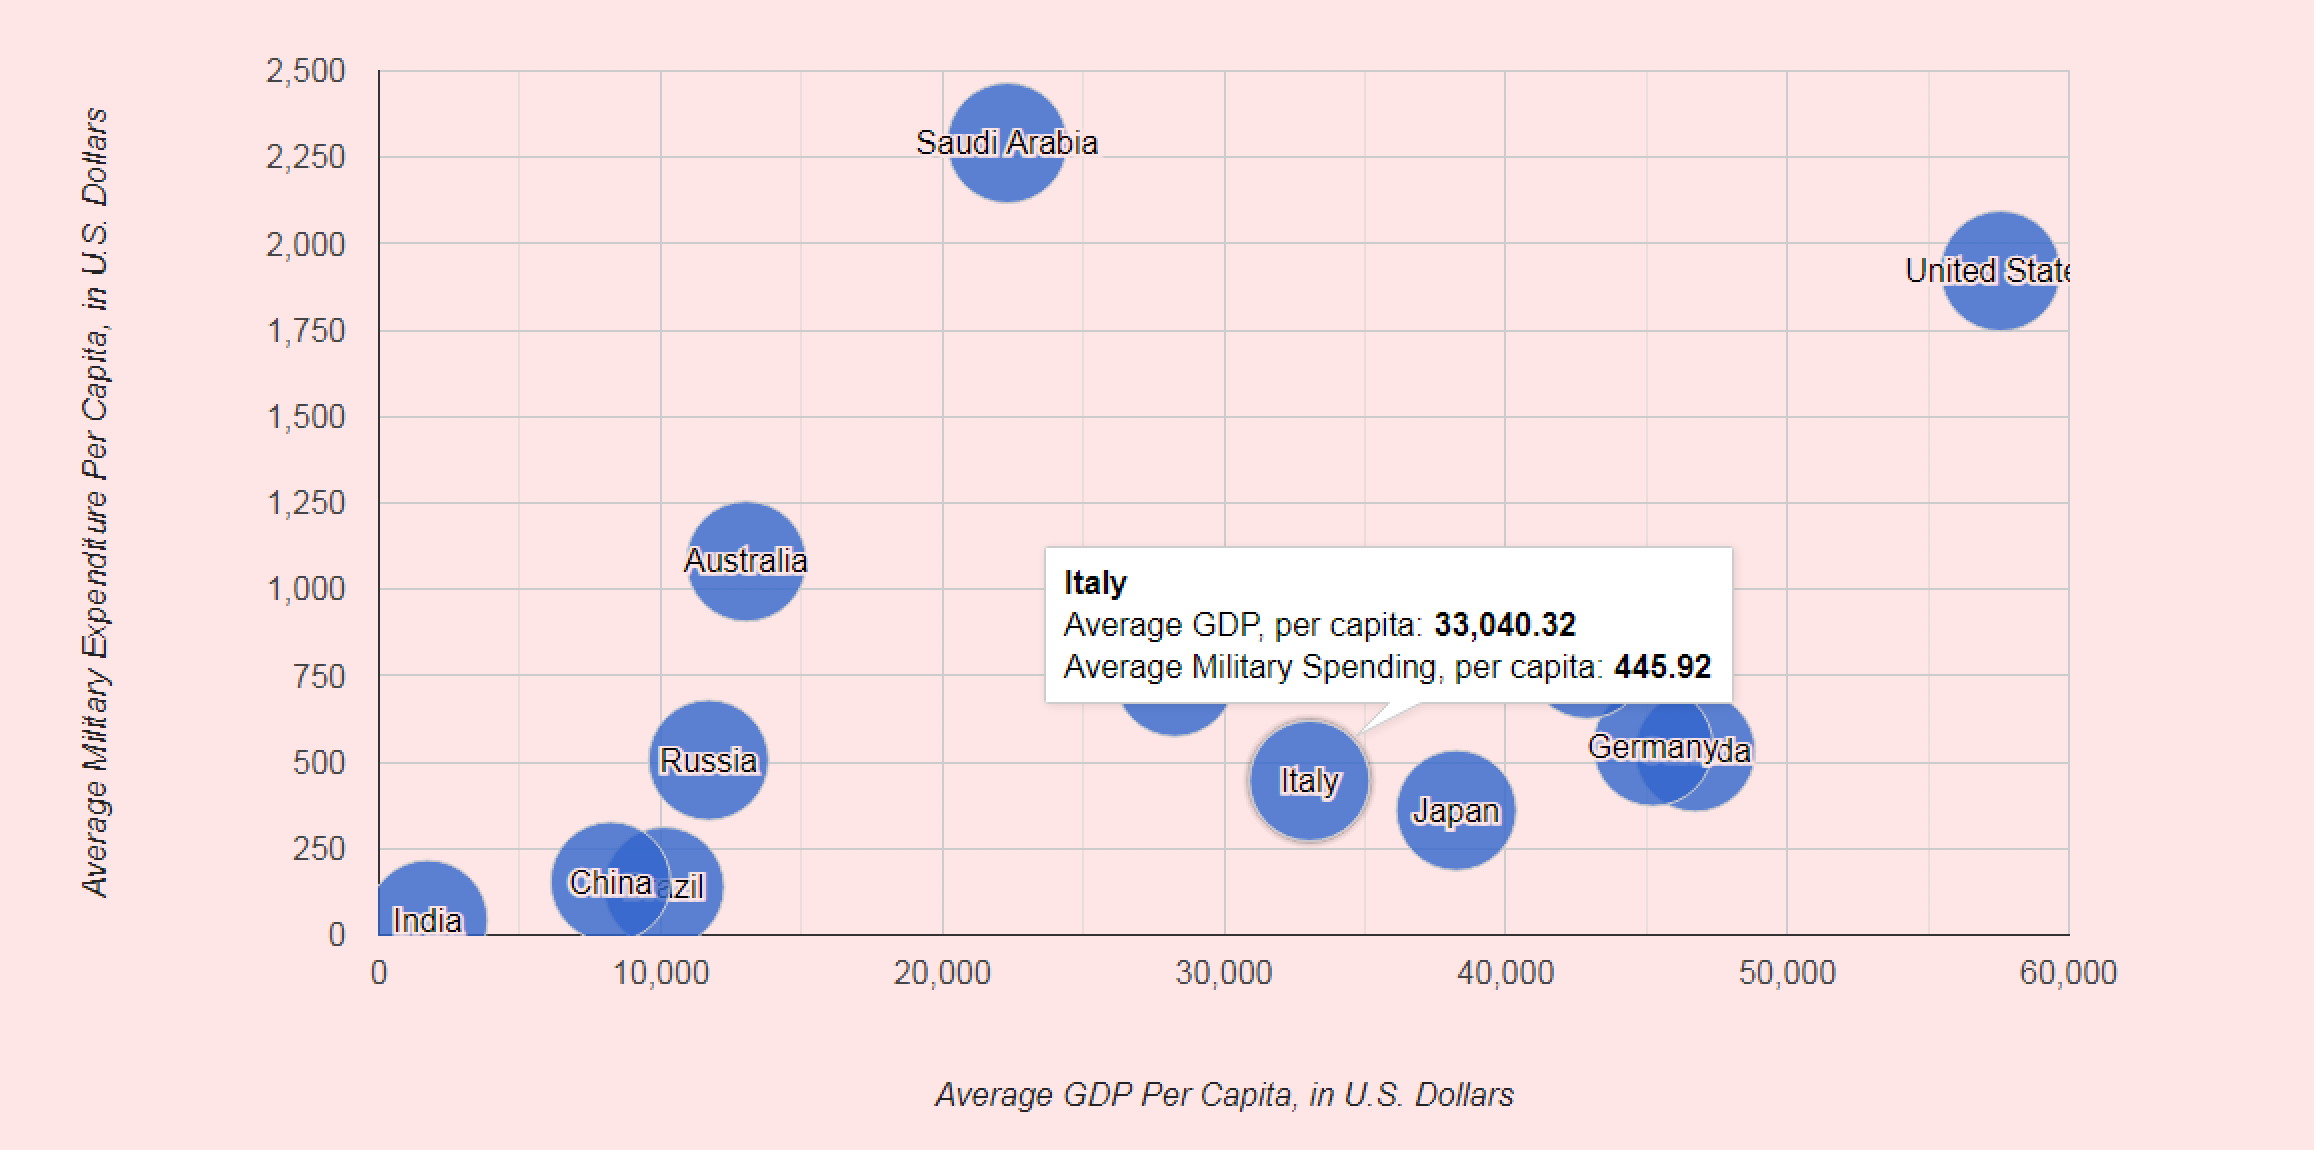 Average Military Expenditure Per Capita, in U.S. Dollars
2,500
2,250
2,000
1,750
1,500
1,250
1,000
750
500
250
0
Saudi Arabia
United State
Australia
Italy
Average GDP, per capita: 33,040.32
Average Military Spending, per capita: 445.92
Russia
Germany
da
Italy
Japan
China
azil
India
0
10,000
20,000
30,000
40,000
50,000
60,000
Average GDP Per Capita, in U.S. Dollars